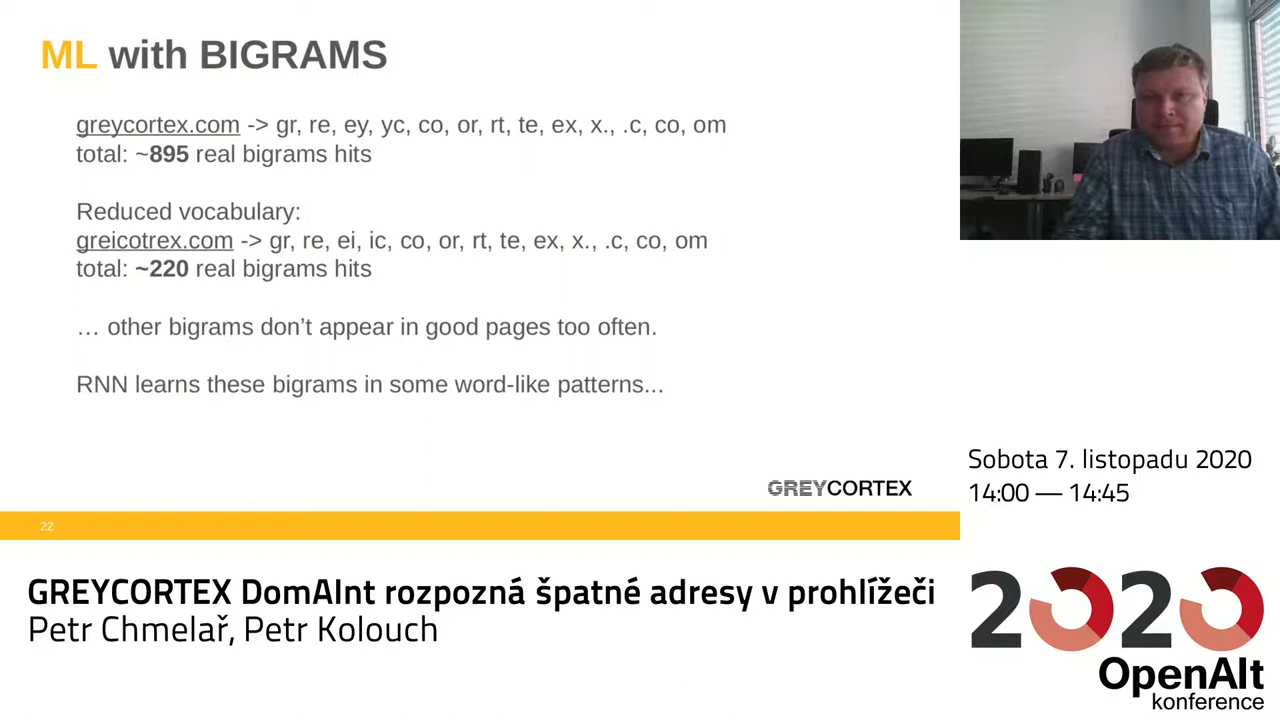 ML with BIGRAMS
greycortex.com -> gr, re, ey, yc, co, or, rt, te, ex, x., .c, co, om
total: ~895 real bigrams hits
Reduced vocabulary:
greicotrex.com -> gr, re, ei, ic, co, or, rt, te, ex, x., .c, co, om
total: ~220 real bigrams hits
… other bigrams don’t appear in good pages too often.
RNN learns these bigrams in some word-like patterns...
GREYCORTEX
22
Sobota 7. listopadu 2020
14:00 — 14:45
GREYCORTEX DomAInt rozpozná špatné adresy v prohlížeči
Petr Chmelař, Petr Kolouch
2020
OpenAlt
konference